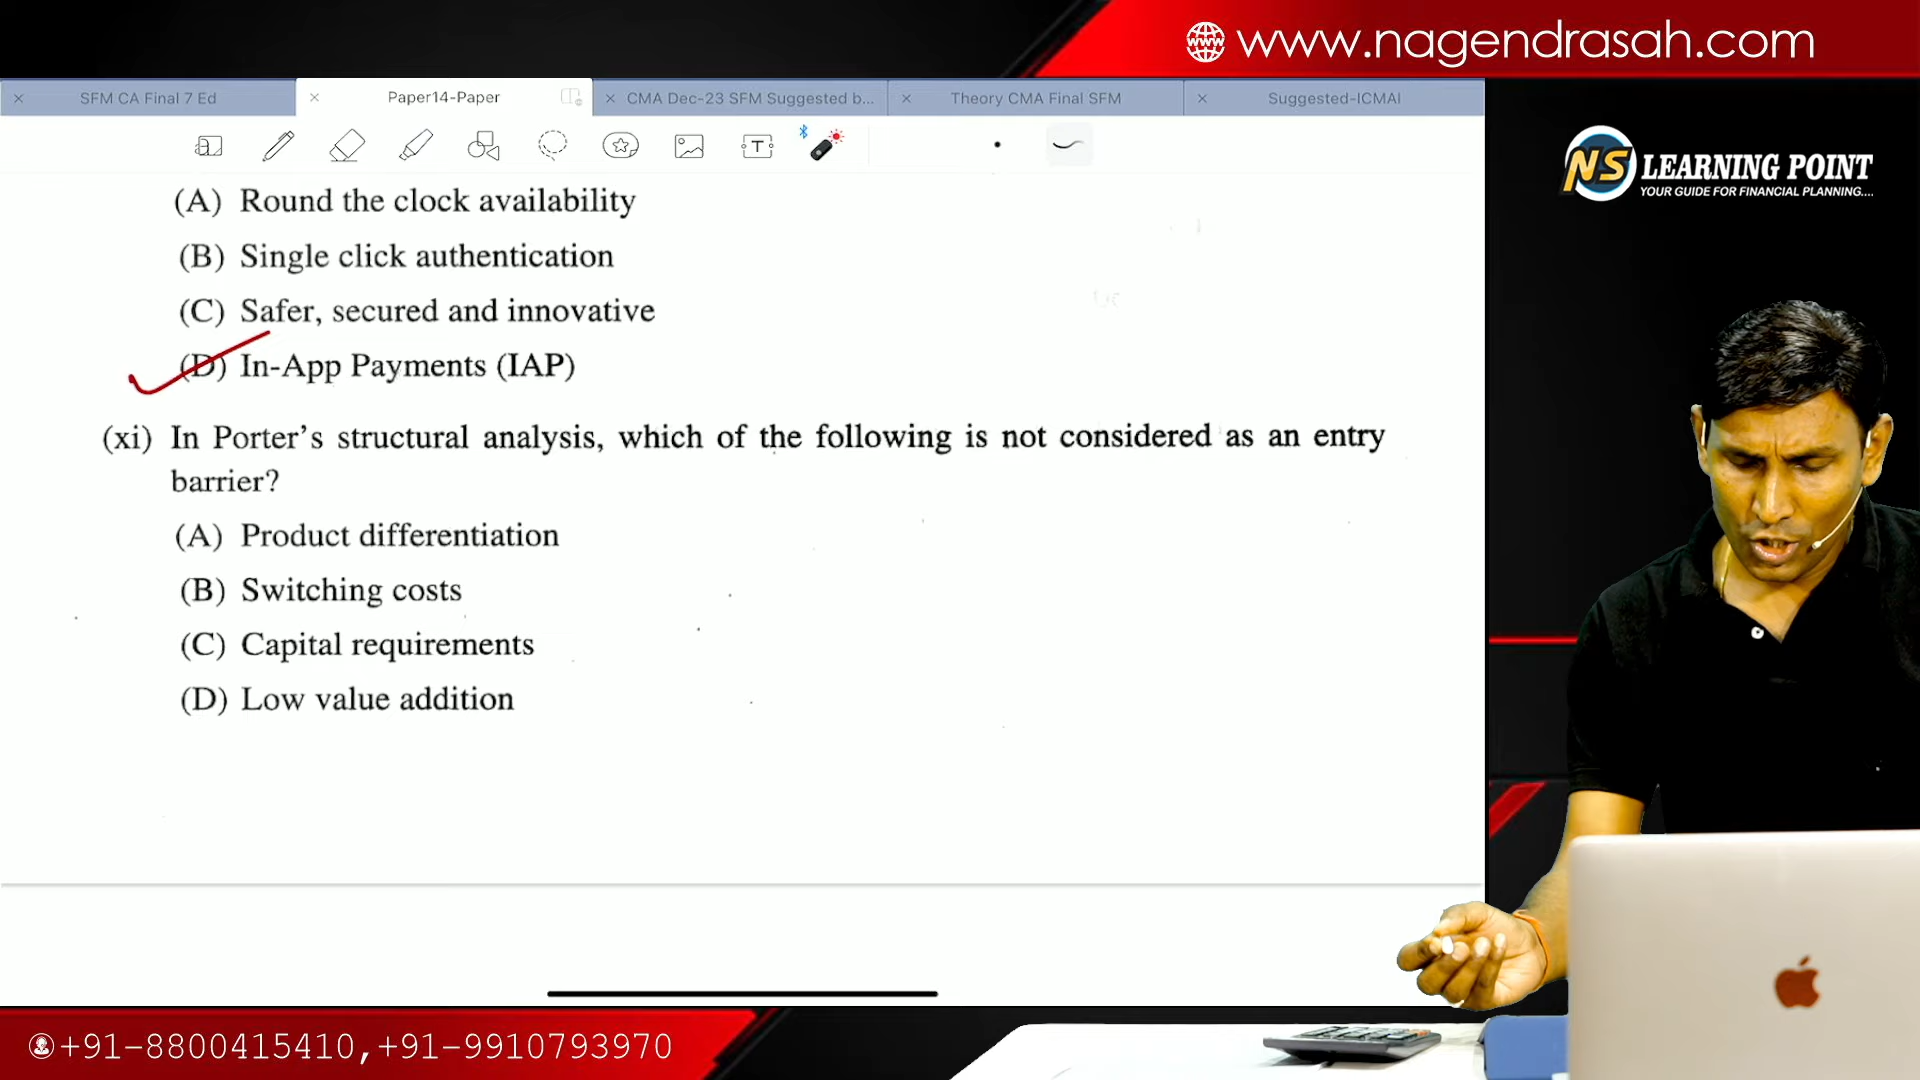 www.nagendrasah.com
SFM CA Final 7 Ed
Paper14-Paper
CMA Dec-23 SFM Suggested b...
Theory CMA Final SFM
Suggested-ICMAI
NS LEARNING POINT
YOUR GUIDE FOR FINANCIAL PLANNING....
(A) Round the clock availability
(B) Single click authentication
(C) Safer, secured and innovative
(D) In-App Payments (IAP)
(xi) In Porter's structural analysis, which of the following is not considered as an entry
barrier?
(A) Product differentiation
(B) Switching costs
(C) Capital requirements
(D) Low value addition
+91-8800415410,+91-9910793970